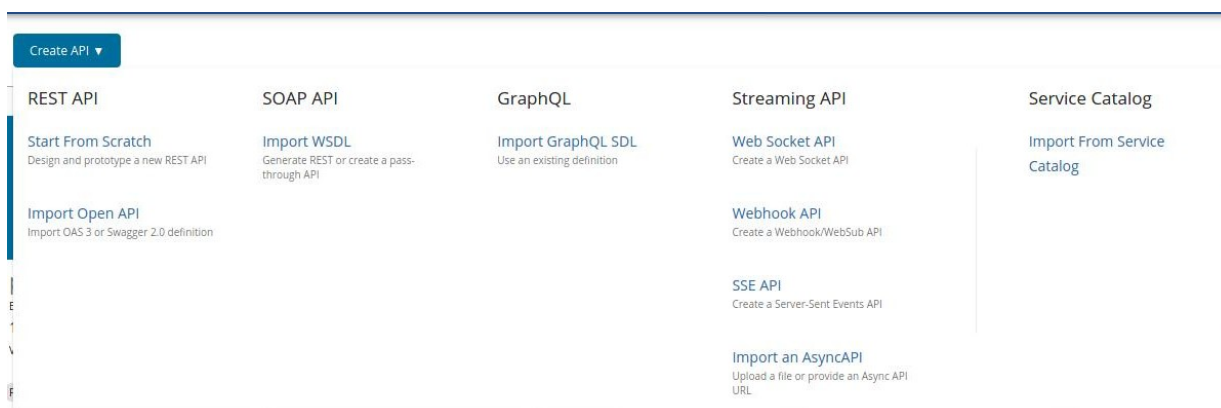 Create API ▼
REST API
Start From Scratch
Design and prototype a new REST API
Import Open API
Import OAS 3 or Swagger 2.0 definition
SOAP API
Import WSDL
Generate REST or create a pass-
through API
GraphQL
Import GraphQL SDL
Use an existing definition
Streaming API
Web Socket API
Create a Web Socket API
Webhook API
Create a Webhook/WebSub API
SSE API
Create a Server-Sent Events API
Import an AsyncAPI
Upload a file or provide an Async API
URL
Service Catalog
Import From Service
Catalog